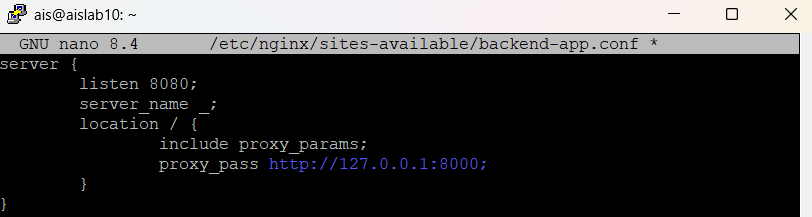 ais@aislab10: ~
GNU nano 8.4 /etc/nginx/sites-available/backend-app.conf *
server {
listen 8080;
server_name _;
location / {
include proxy_params;
proxy_pass http://127.0.0.1:8000;
}
}